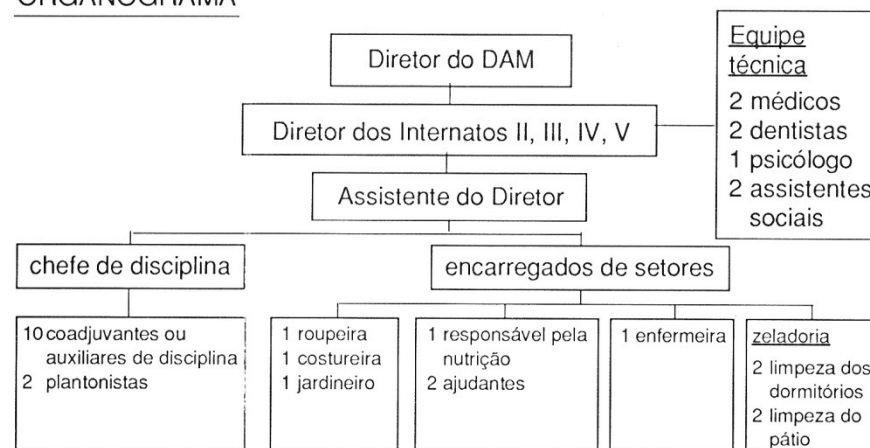 ORGANOGRAMA
Diretor do DAM
Diretor dos Internatos II, III, IV, V
Equipe
técnica
2 médicos
2 dentistas
1 psicólogo
2 assistentes
sociais
Assistente do Diretor
chefe de disciplina
encarregados de setores
10 coadjuvantes ou
auxiliares de disciplina
2 plantonistas
1 roupeira
1 costureira
1 jardineiro
1 responsável pela
nutrição
2 ajudantes
1 enfermeira
zeladoria
2 limpeza dos
dormitórios
2 limpeza do
pátio